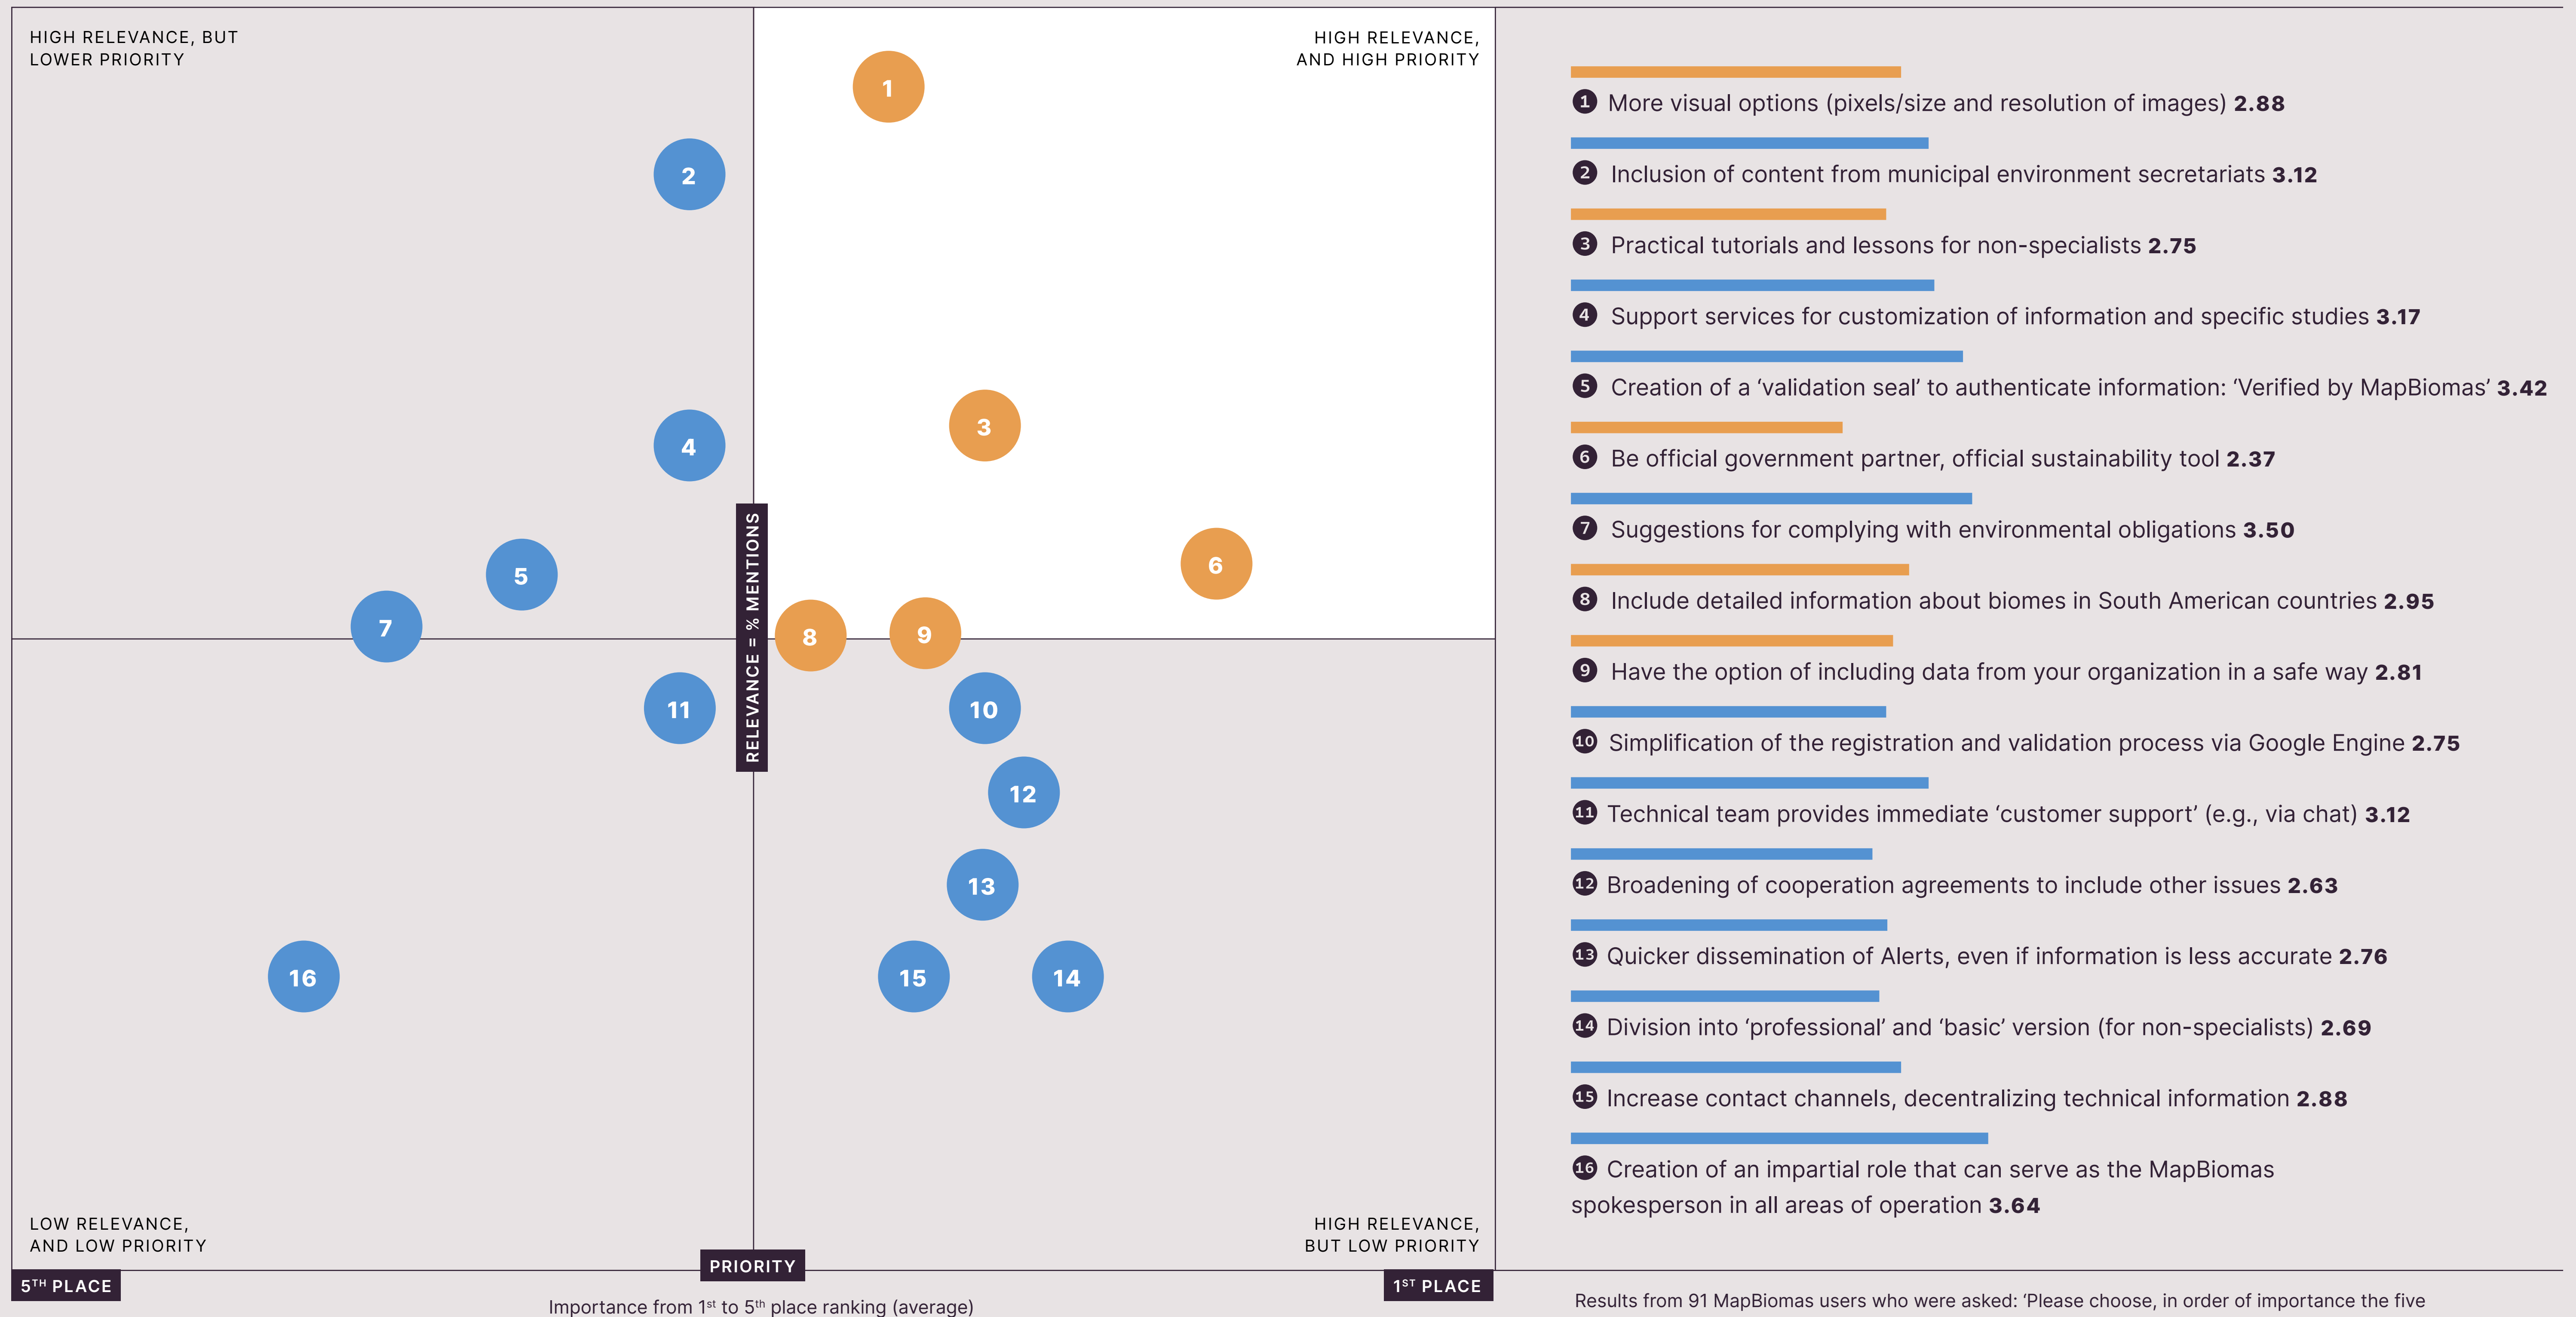 HIGH RELEVANCE, BUT
LOWER PRIORITY
HIGH RELEVANCE,
AND HIGH PRIORITY
1
2
3
4
5
6
7
8
9
10
11
12
13
14
15
16
RELEVANCE = % MENTIONS
LOW RELEVANCE,
AND LOW PRIORITY
HIGH RELEVANCE,
BUT LOW PRIORITY
PRIORITY
5TH PLACE
1ST PLACE
Importance from 1st to 5th place ranking (average)
1 More visual options (pixels/size and resolution of images) 2.88
2 Inclusion of content from municipal environment secretariats 3.12
3 Practical tutorials and lessons for non-specialists 2.75
4 Support services for customization of information and specific studies 3.17
5 Creation of a ‘validation seal’ to authenticate information: ‘Verified by MapBiomas’ 3.42
6 Be official government partner, official sustainability tool 2.37
7 Suggestions for complying with environmental obligations 3.50
8 Include detailed information about biomes in South American countries 2.95
9 Have the option of including data from your organization in a safe way 2.81
10 Simplification of the registration and validation process via Google Engine 2.75
11 Technical team provides immediate ‘customer support’ (e.g., via chat) 3.12
12 Broadening of cooperation agreements to include other issues 2.63
13 Quicker dissemination of Alerts, even if information is less accurate 2.76
14 Division into ‘professional’ and ‘basic’ version (for non-specialists) 2.69
15 Increase contact channels, decentralizing technical information 2.88
16 Creation of an impartial role that can serve as the MapBiomas
spokesperson in all areas of operation 3.64
Results from 91 MapBiomas users who were asked: ‘Please choose, in order of importance the five